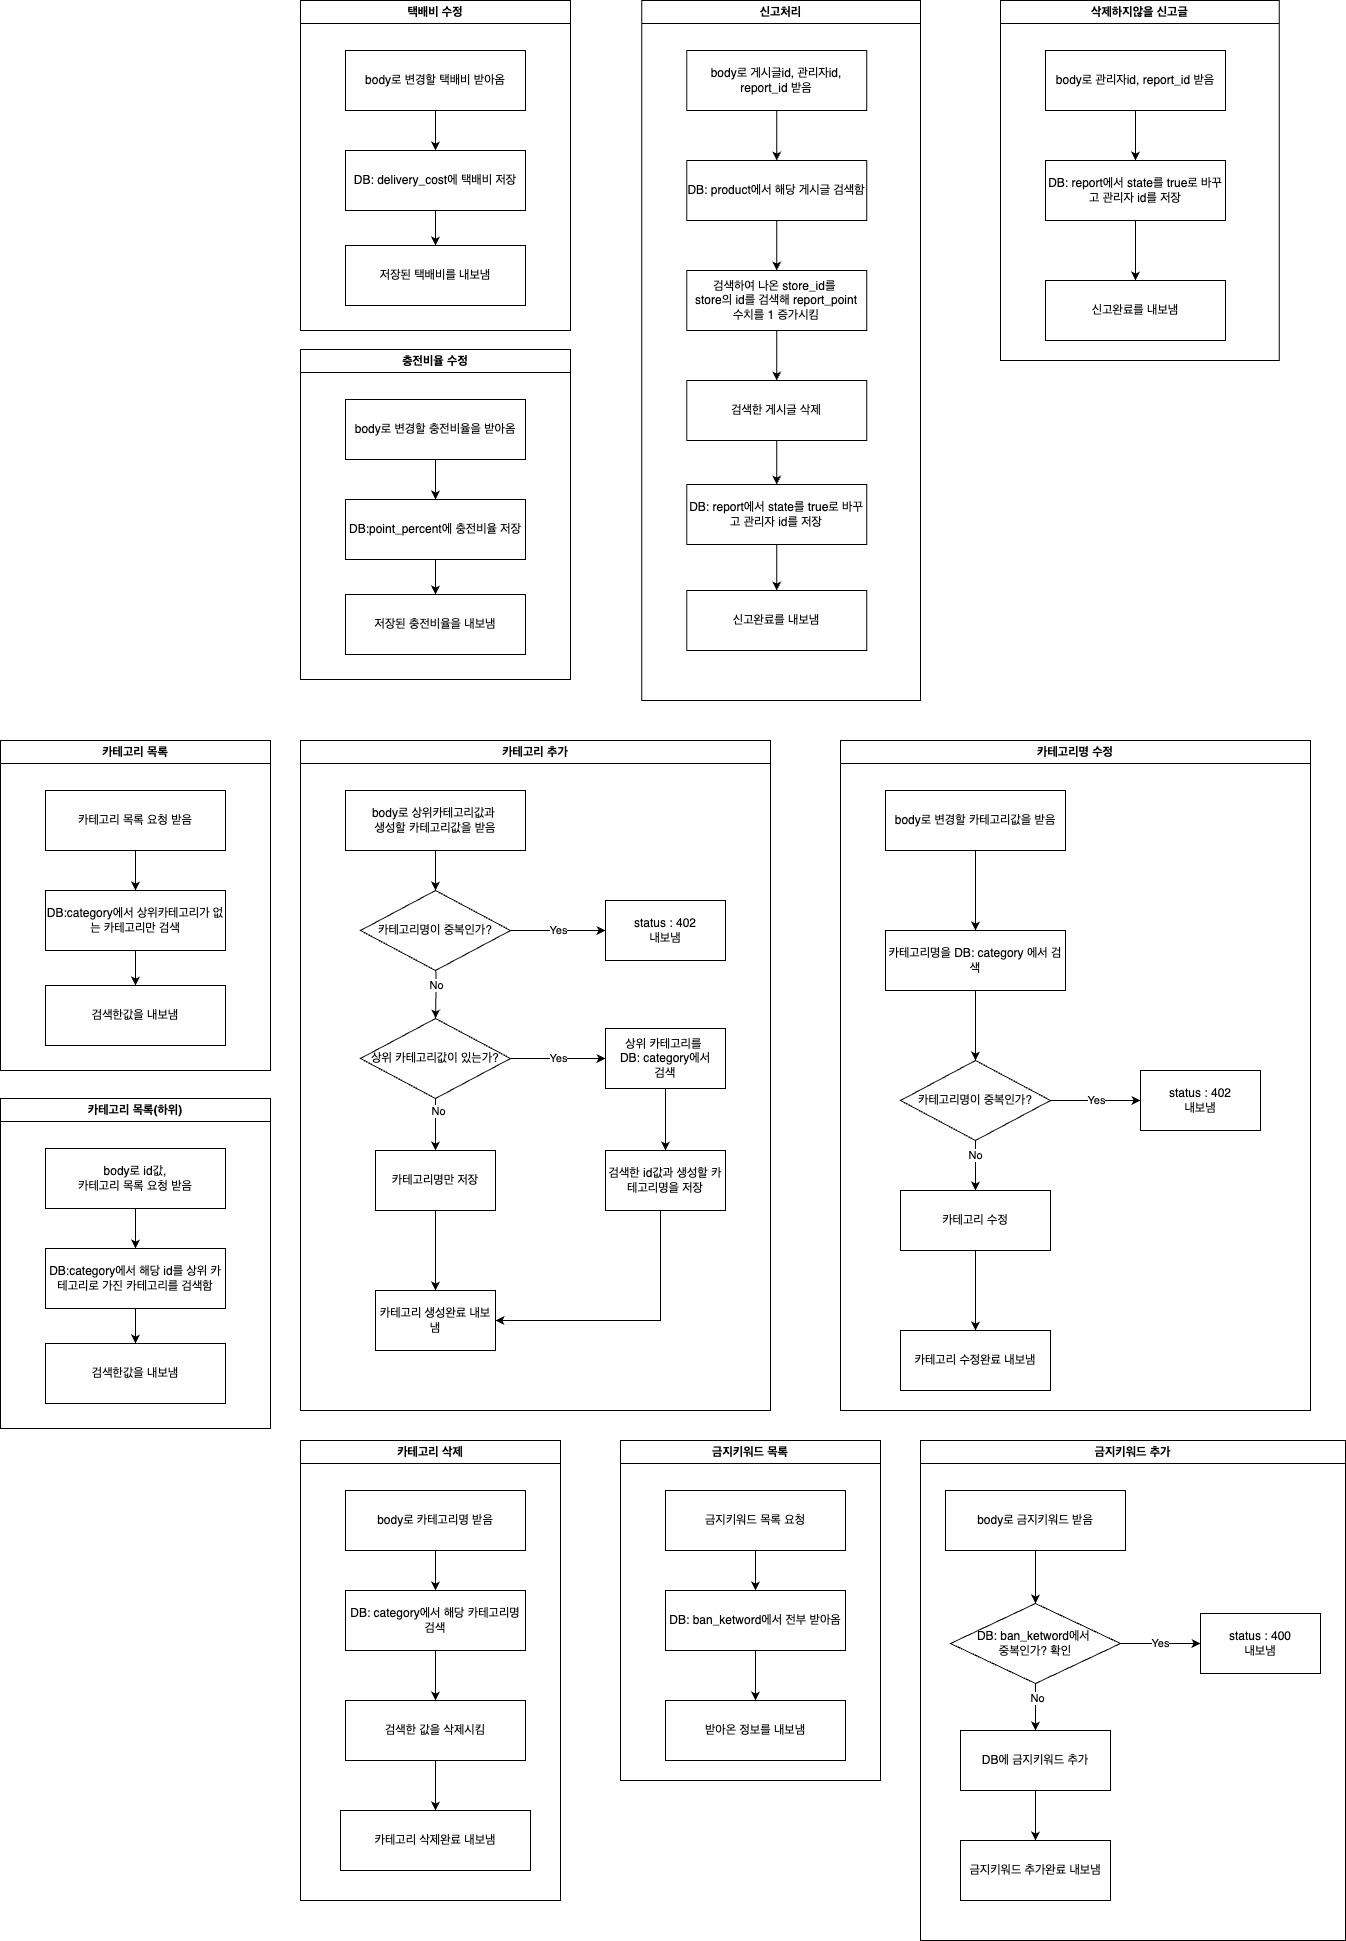 택배비 수정
body로 변경할 택배비 받아옴
DB: delivery_cost에 택배비 저장
저장된 택배비를 내보냄
충전비율 수정
body로 변경할 충전비율을 받아옴
DB:point_percent에 충전비율 저장
저장된 충전비율을 내보냄
신고처리
body로 게시글id, 관리자id,
report_id 받음
DB: product에서 해당 게시글 검색함
검색하여 나온 store_id를
store의 id를 검색해 report_point
수치를 1 증가시킴
검색한 게시글 삭제
DB: report에서 state를 true로 바꾸
고 관리자 id를 저장
신고완료를 내보냄
삭제하지않을 신고글
body로 관리자id, report_id 받음
DB: report에서 state를 true로 바꾸
고 관리자 id를 저장
신고완료를 내보냄
카테고리 목록
카테고리 목록 요청 받음
DB:category에서 상위카테고리가 없
는 카테고리만 검색
검색한값을 내보냄
카테고리 목록(하위)
body로 id값,
카테고리 목록 요청 받음
DB:category에서 해당 id를 상위 카
테고리로 가진 카테고리를 검색함
검색한값을 내보냄
카테고리 추가
body로 상위카테고리값과
생성할 카테고리값을 받음
카테고리명이 중복인가?
Yes
status : 402
내보냄
No
상위 카테고리값이 있는가?
Yes
상위 카테고리를
DB: category에서
검색
No
카테고리명만 저장
검색한 id값과 생성할 카
테고리명을 저장
카테고리 생성완료 내보
냄
카테고리명 수정
body로 변경할 카테고리값을 받음
카테고리명을 DB: category 에서 검
색
카테고리명이 중복인가?
Yes
status : 402
내보냄
No
카테고리 수정
카테고리 수정완료 내보냄
카테고리 삭제
body로 카테고리명 받음
DB: category에서 해당 카테고리명
검색
검색한 값을 삭제시킴
카테고리 삭제완료 내보냄
금지키워드 목록
금지키워드 목록 요청
DB: ban_ketword에서 전부 받아옴
받아온 정보를 내보냄
금지키워드 추가
body로 금지키워드 받음
DB: ban_ketword에서
중복인가? 확인
Yes
status : 400
내보냄
No
DB에 금지키워드 추가
금지키워드 추가완료 내보냄